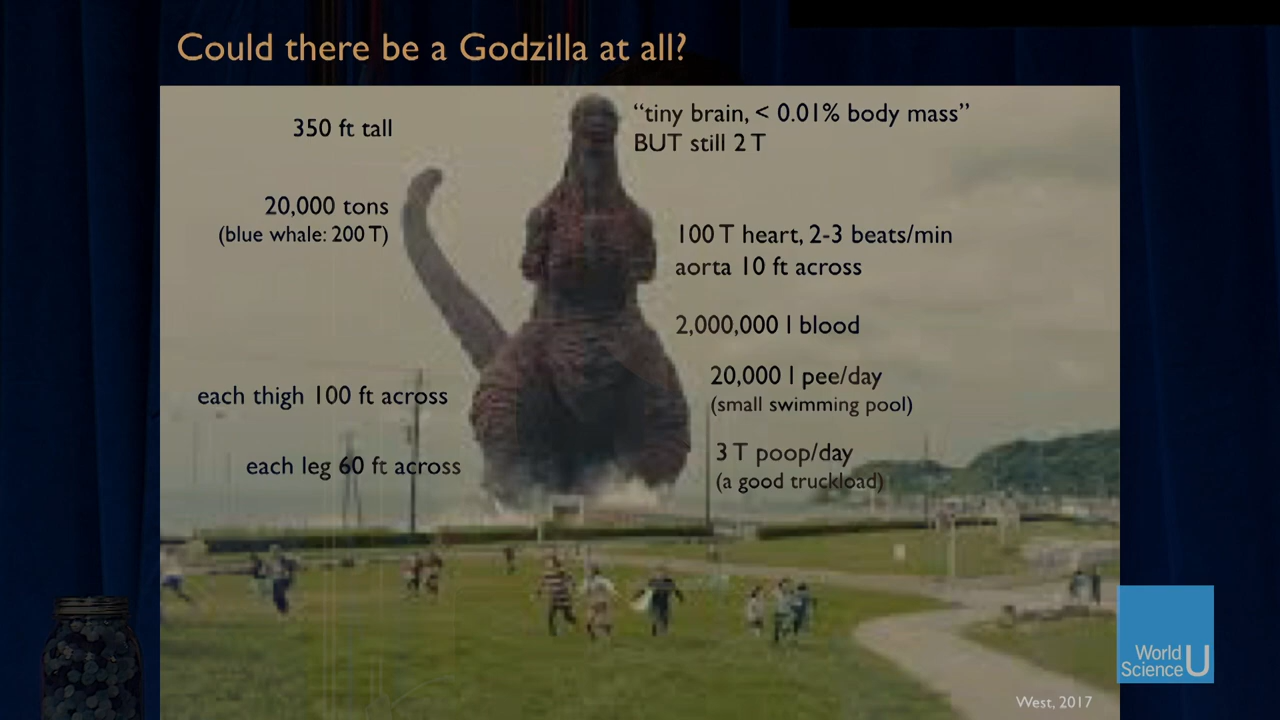 Could there be a Godzilla at all?
350 ft tall
20,000 tons
(blue whale: 200 T)
each thigh 100 ft across
each leg 60 ft across
“tiny brain, < 0.01% body mass”
BUT still 2 T
100 T heart, 2-3 beats/min
aorta 10 ft across
2,000,000 l blood
20,000 l pee/day
(small swimming pool)
3 T poop/day
(a good truckload)
World
Science U
West, 2017